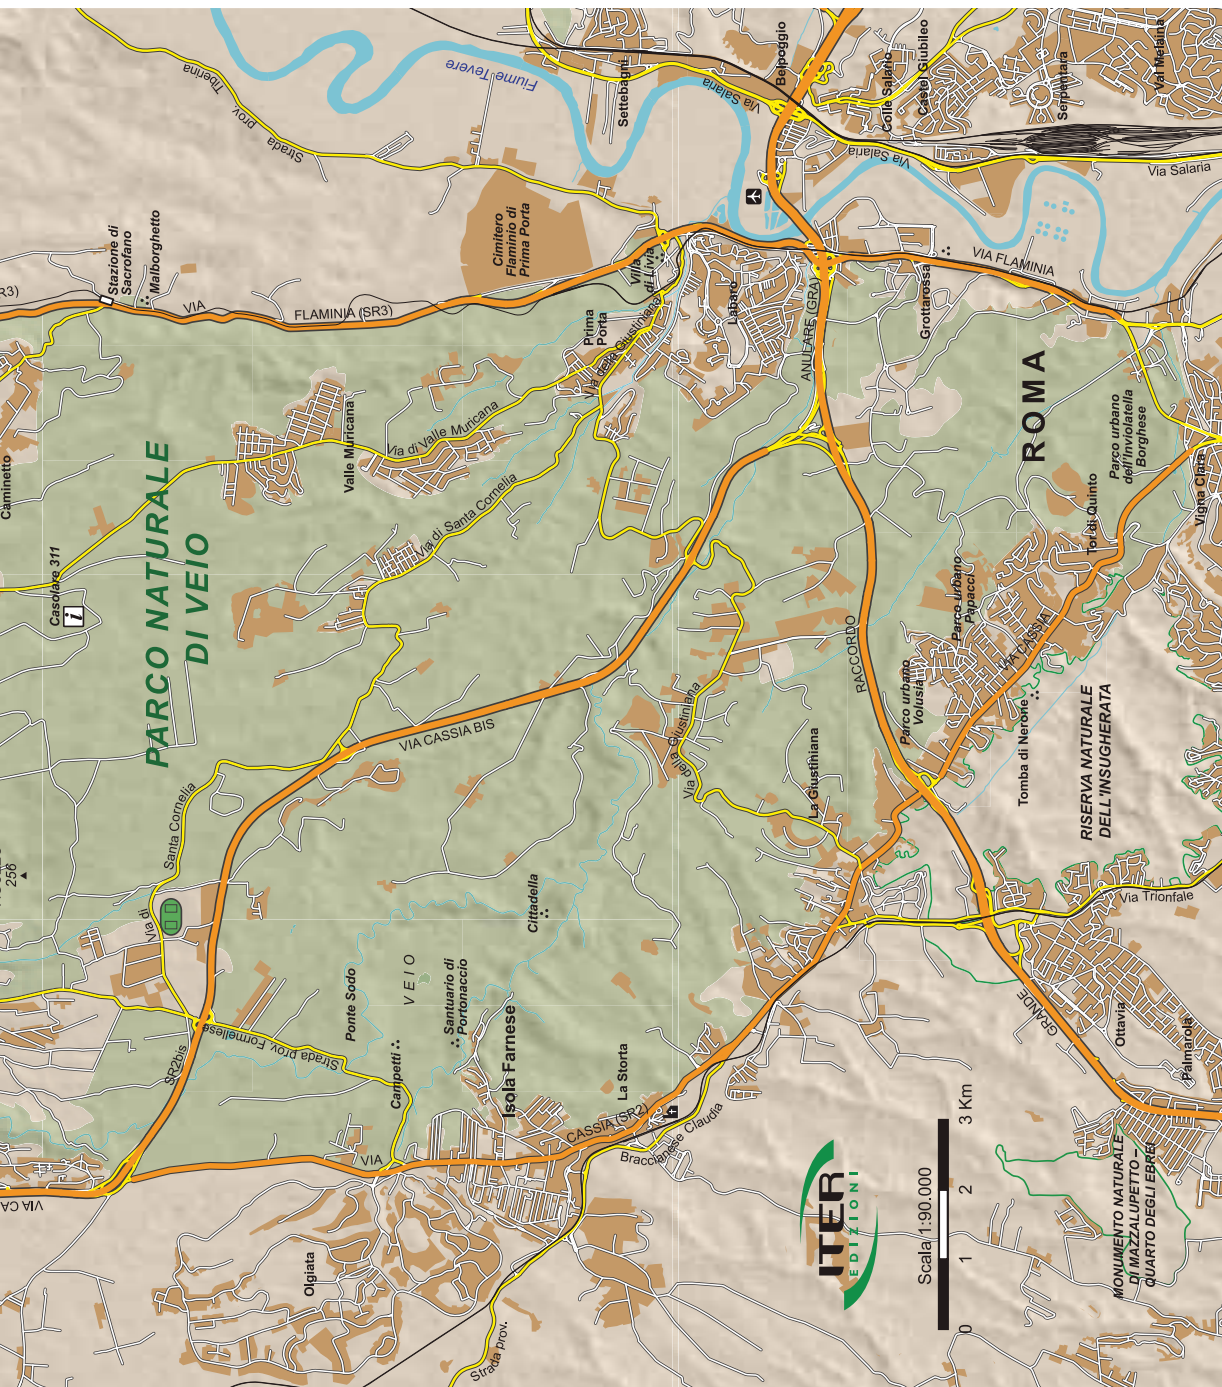 Caminetto
Casolare 311
i
PARCO NATURALE
DI VEIO
Stazione di
Sacrofano
Malborghetto
R3)
VIA
FLAMINIA (SR3)
Strada
prov.
Tiberina
Fiume Tevere
Cimitero
Flaminio di
Prima Porta
Villa
di Livia
Prima
Porta
Via della Giustiniana
Labaro
Settebagni
Via Salaria
Belpoggio
Colle Salario
Castel Giubileo
Serpentara
Val Melaina
Via Salaria
Via Salaria
VIA FLAMINIA
Grottarossa
ANULARE (GRA)
ROMA
Parco urbano
dell'Inviolatella
Borghese
Tor di Quinto
Vigna Clara
Valle Muricana
Via di Valle Muricana
Via di Santa Cornelia
Parco urbano
Papacci
Parco urbano
Volusia
VIA CASSIA
RACCORDO
Tomba di Nerone
RISERVA NATURALE
DELL'INSUGHERATA
VIA CASSIA BIS
Via della Giustiniana
La Giustiniana
Via di
Santa Cornelia
256
Cittadella
VEIO
Ponte Sodo
Santuario di
Portonaccio
Campetti
Isola Farnese
La Storta
Strada prov. Formellese
SR2bis
VIA CA
VIA
CASSIA (SR2)
Braccianese Claudia
Strada prov.
Olgiata
Via Trionfale
GRANDE
Ottavia
Palmarola
MONUMENTO NATURALE
DI MAZZALUPETTO –
QUARTO DEGLI EBREI
ITER
EDIZIONI
Scala 1:90.000
0 1 2 3 Km